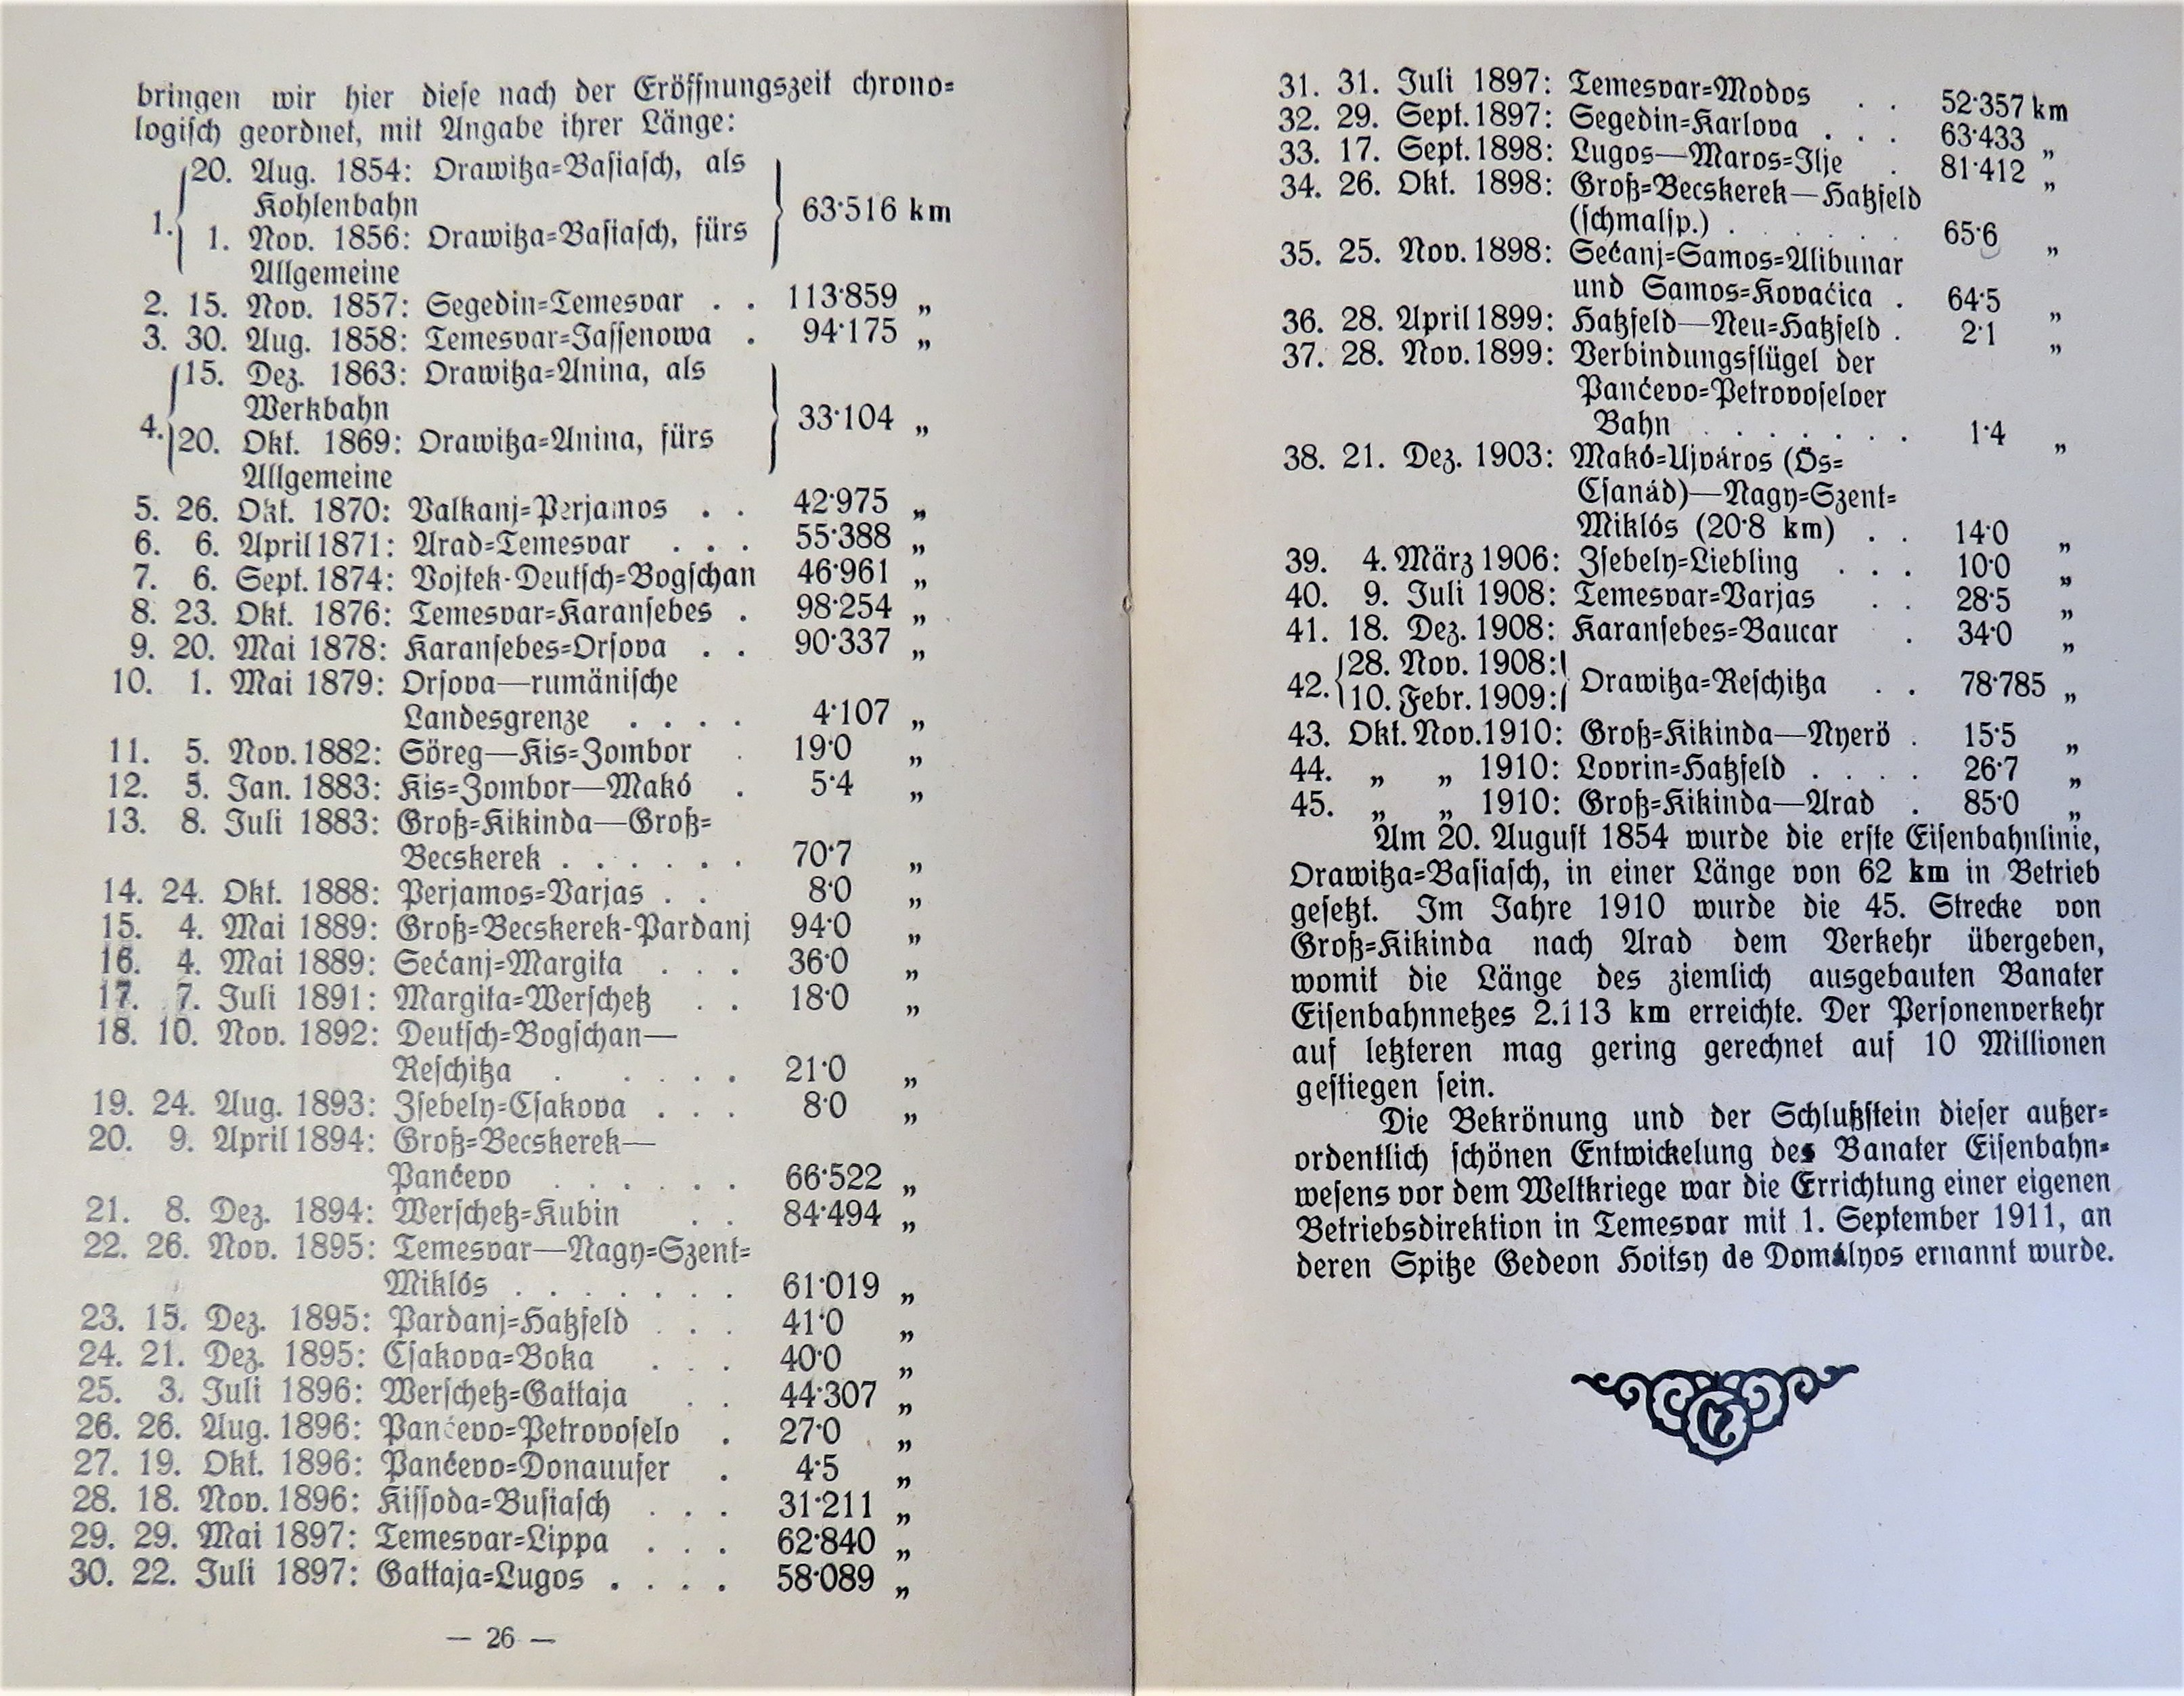 bringen wir hier diese nach der Eröffnungszeit chrono=
logisch geordnet, mit Angabe ihrer Länge:
20. Aug. 1854: Orawitza=Basiasch, als
Kohlenbahn
1. 63·516 km
1. Nov. 1856: Orawitza=Basiasch, fürs
Allgemeine
2. 15. Nov. 1857: Segedin=Temesvar . . 113·859 „
3. 30. Aug. 1858: Temesvar=Jassenowa . 94·175 „
15. Dez. 1863: Orawitza=Anina, als
Werkbahn
4. 33·104 „
20. Okt. 1869: Orawitza=Anina, fürs
Allgemeine
5. 26. Okt. 1870: Valkanj=Perjamos . . 42·975 „
6. 6. April 1871: Arad=Temesvar . . . 55·388 „
7. 6. Sept. 1874: Vojtek-Deutsch=Bogschan 46·961 „
8. 23. Okt. 1876: Temesvar=Karansebes . 98·254 „
9. 20. Mai 1878: Karansebes=Orsova . . 90·337 „
10. 1. Mai 1879: Orsova—rumänische
Landesgrenze . . . . 4·107 „
11. 5. Nov. 1882: Söreg—Kis=Zombor . 19·0 „
12. 5. Jan. 1883: Kis=Zombor—Makó . 5·4 „
13. 8. Juli 1883: Groß=Kikinda—Groß=
Becskerek . . . . . . 70·7 „
14. 24. Okt. 1888: Perjamos=Varjas . . 8·0 „
15. 4. Mai 1889: Groß=Becskerek-Pardanj 94·0 „
16. 4. Mai 1889: Sećanj=Margita . . . 36·0 „
17. 7. Juli 1891: Margita=Werschetz . . 18·0 „
18. 10. Nov. 1892: Deutsch=Bogschan—
Reschitza . . . . . 21·0 „
19. 24. Aug. 1893: Zsebely=Csakova . . . 8·0 „
20. 9. April 1894: Groß=Becskerek—
Panćevo . . . . . . 66·522 „
21. 8. Dez. 1894: Werschetz=Kubin . . 84·494 „
22. 26. Nov. 1895: Temesvar—Nagy=Szent=
Miklós . . . . . . . 61·019 „
23. 15. Dez. 1895: Pardanj=Hatzfeld . . . 41·0 „
24. 21. Dez. 1895: Csakova=Boka . . . 40·0 „
25. 3. Juli 1896: Werschetz=Gattaja . . 44·307 „
26. 26. Aug. 1896: Panćevo=Petrovoselo . 27·0 „
27. 19. Okt. 1896: Panćevo=Donauufer . 4·5 „
28. 18. Nov. 1896: Kissoda=Busiasch . . . 31·211 „
29. 29. Mai 1897: Temesvar=Lippa . . . 62·840 „
30. 22. Juli 1897: Gattaja=Lugos . . . . 58·089 „
— 26 —
31. 31. Juli 1897: Temesvar=Modos . . 52·357 km
32. 29. Sept. 1897: Segedin=Karlova . . . 63·433 „
33. 17. Sept. 1898: Lugos—Maros=Ilje . 81·412 „
34. 26. Okt. 1898: Groß=Becskerek—Hatzfeld
(schmalsp.) . . . . . . 65·6 „
35. 25. Nov. 1898: Sećanj=Samos=Alibunar
und Samos=Kovaćica . 64·5 „
36. 28. April 1899: Hatzfeld—Neu=Hatzfeld . 2·1 „
37. 28. Nov. 1899: Verbindungsflügel der
Panćevo=Petrovoseloer
Bahn . . . . . . . 1·4 „
38. 21. Dez. 1903: Makó=Ujváros (Ös=
Csanád)—Nagy=Szent=
Miklós (20·8 km) . . 14·0 „
39. 4. März 1906: Zsebely=Liebling . . . 10·0 „
40. 9. Juli 1908: Temesvar=Varjas . . 28·5 „
41. 18. Dez. 1908: Karansebes=Baucar . 34·0 „
28. Nov. 1908:
42. Orawitza=Reschitza . . 78·785 „
10. Febr. 1909:
43. Okt. Nov. 1910: Groß=Kikinda—Nyerö . 15·5 „
44. „ „ 1910: Lovrin=Hatzfeld . . . . 26·7 „
45. „ „ 1910: Groß=Kikinda—Arad . 85·0 „
Am 20. August 1854 wurde die erste Eisenbahnlinie,
Orawitza=Basiasch, in einer Länge von 62 km in Betrieb
gesetzt. Im Jahre 1910 wurde die 45. Strecke von
Groß=Kikinda nach Arad dem Verkehr übergeben,
womit die Länge des ziemlich ausgebauten Banater
Eisenbahnnetzes 2.113 km erreichte. Der Personenverkehr
auf letzteren mag gering gerechnet auf 10 Millionen
gestiegen sein.
Die Bekrönung und der Schlußstein dieser außer=
ordentlich schönen Entwickelung des Banater Eisenbahn=
wesens vor dem Weltkriege war die Errichtung einer eigenen
Betriebsdirektion in Temesvar mit 1. September 1911, an
deren Spitze Gedeon Hoitsy de Domályos ernannt wurde.